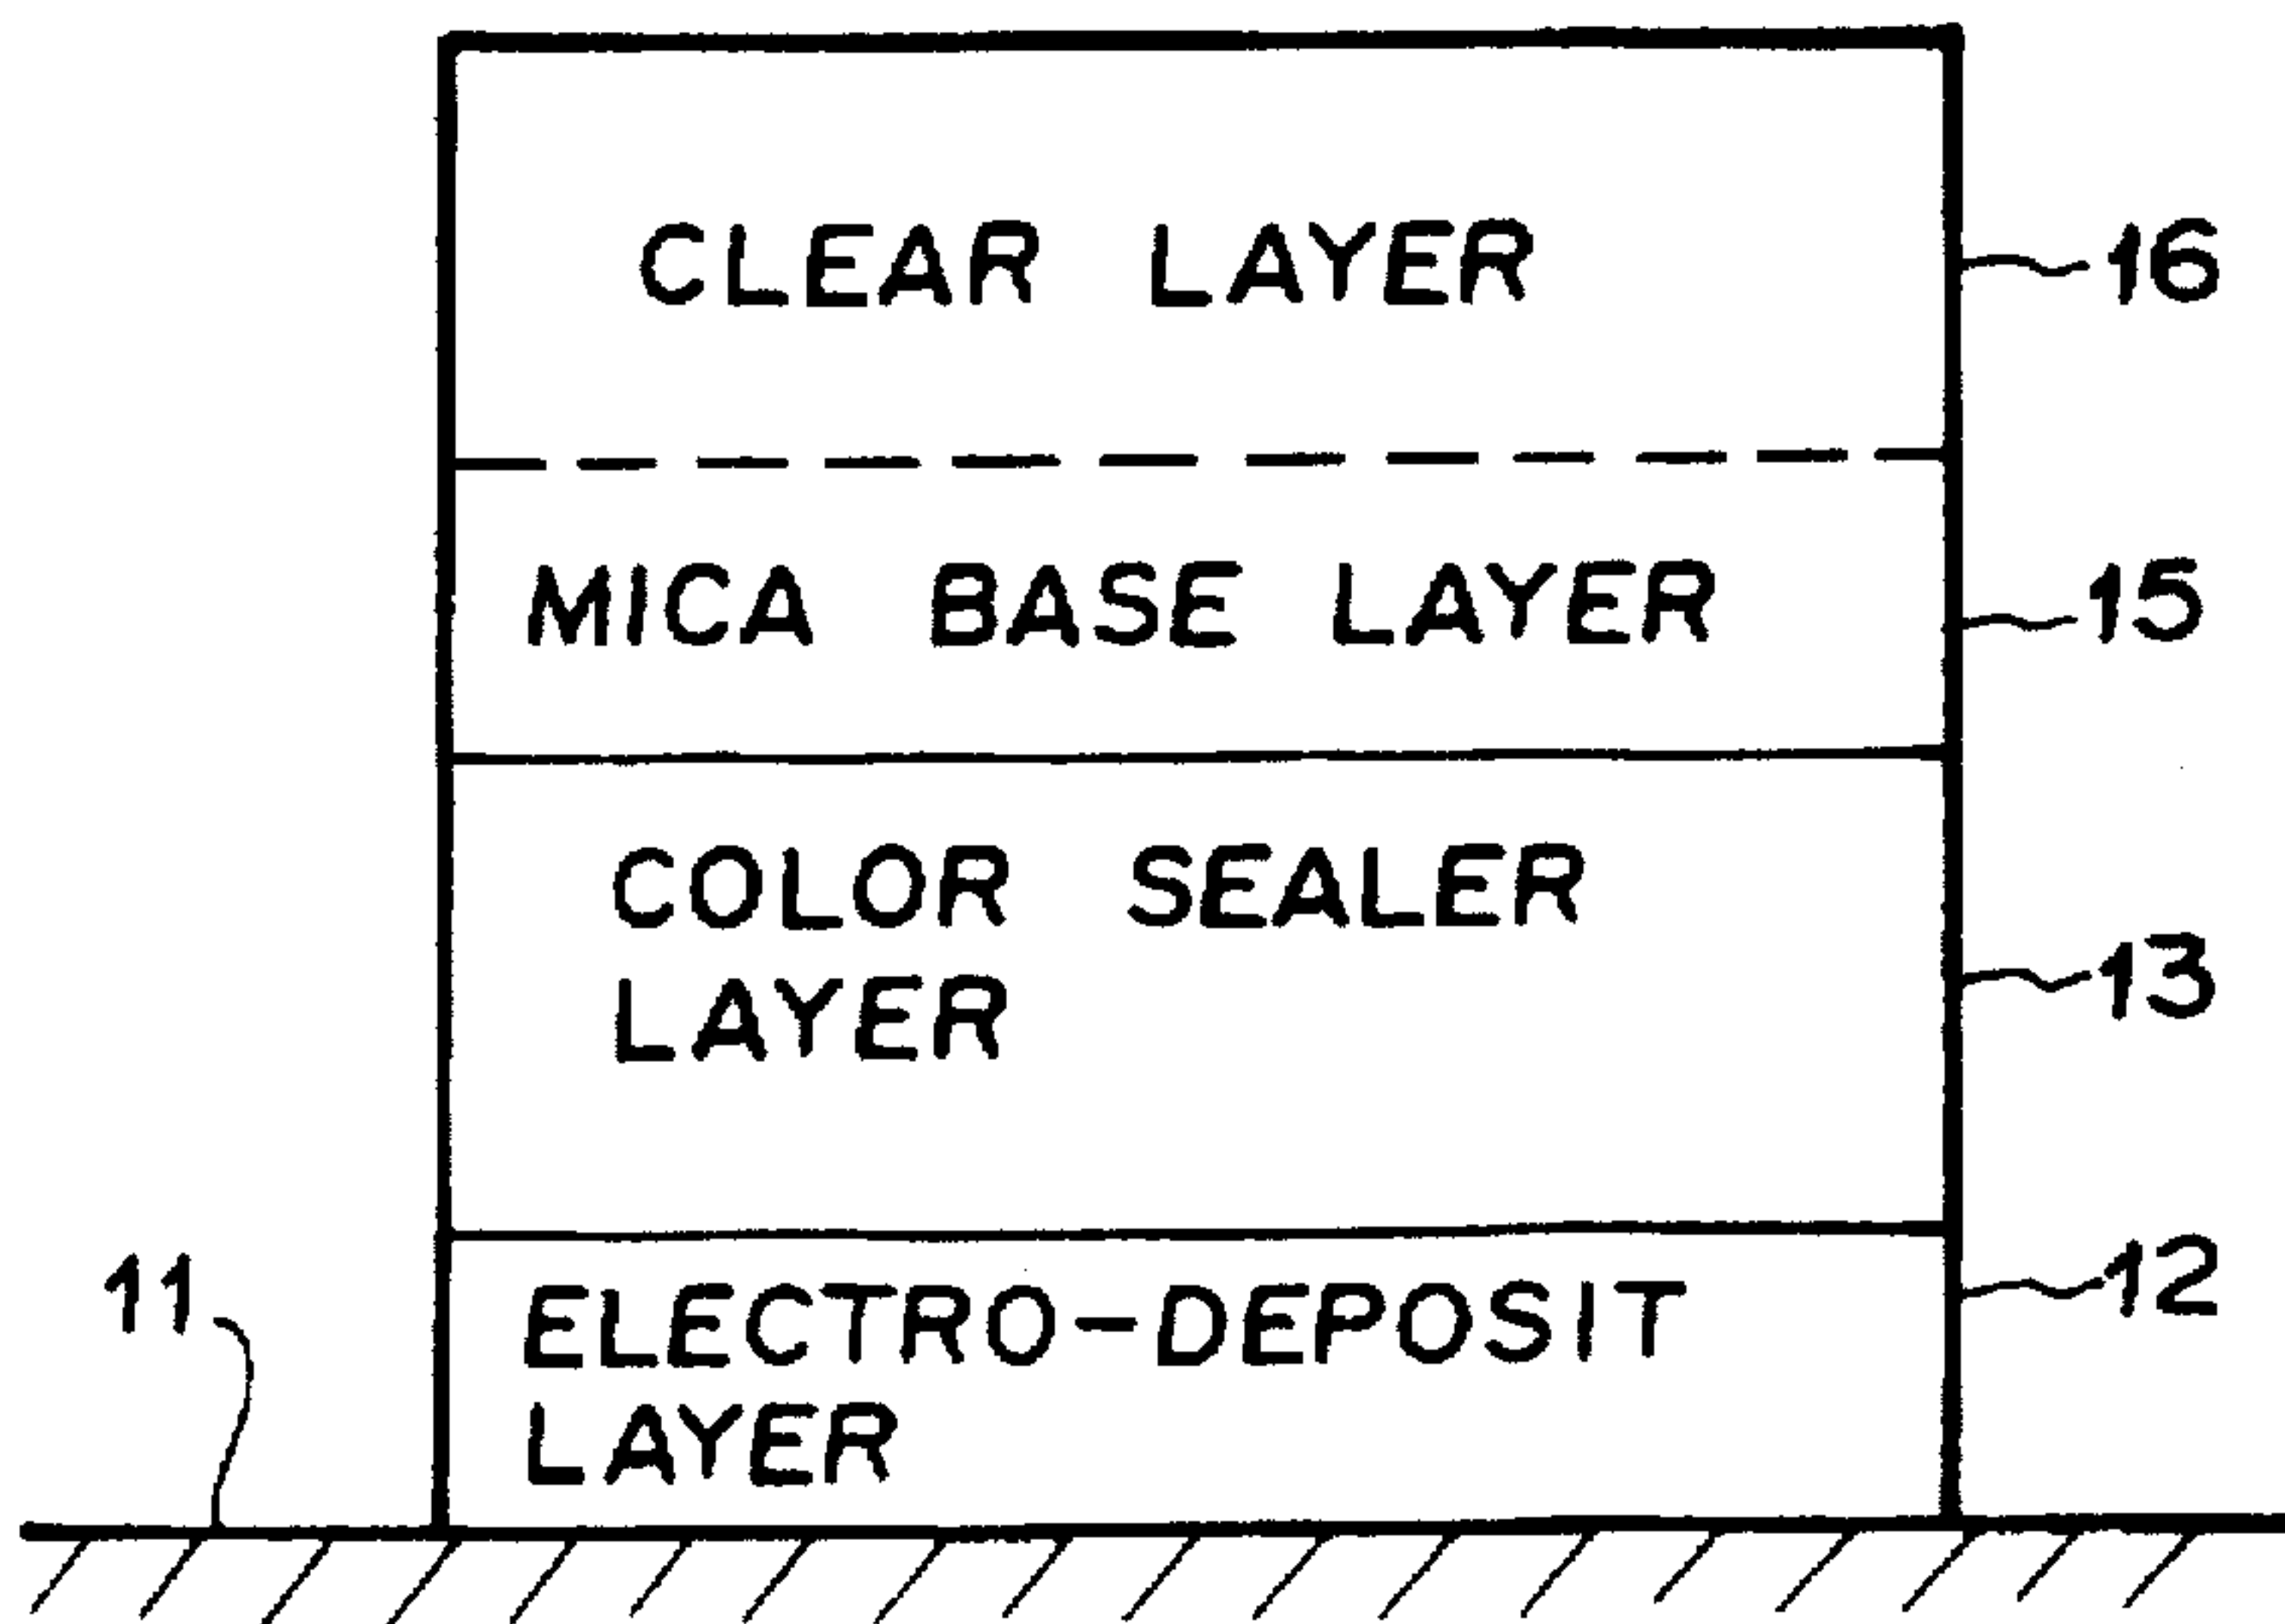 CLEAR LAYER
16
MICA BASE LAYER
15
COLOR SEALER
LAYER
13
11
ELECTRO-DEPOSIT
LAYER
12